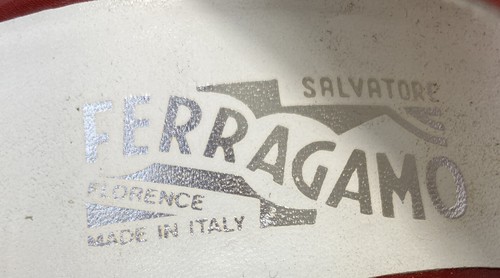 SALVATORE
FERRAGAMO
FLORENCE
MADE IN ITALY